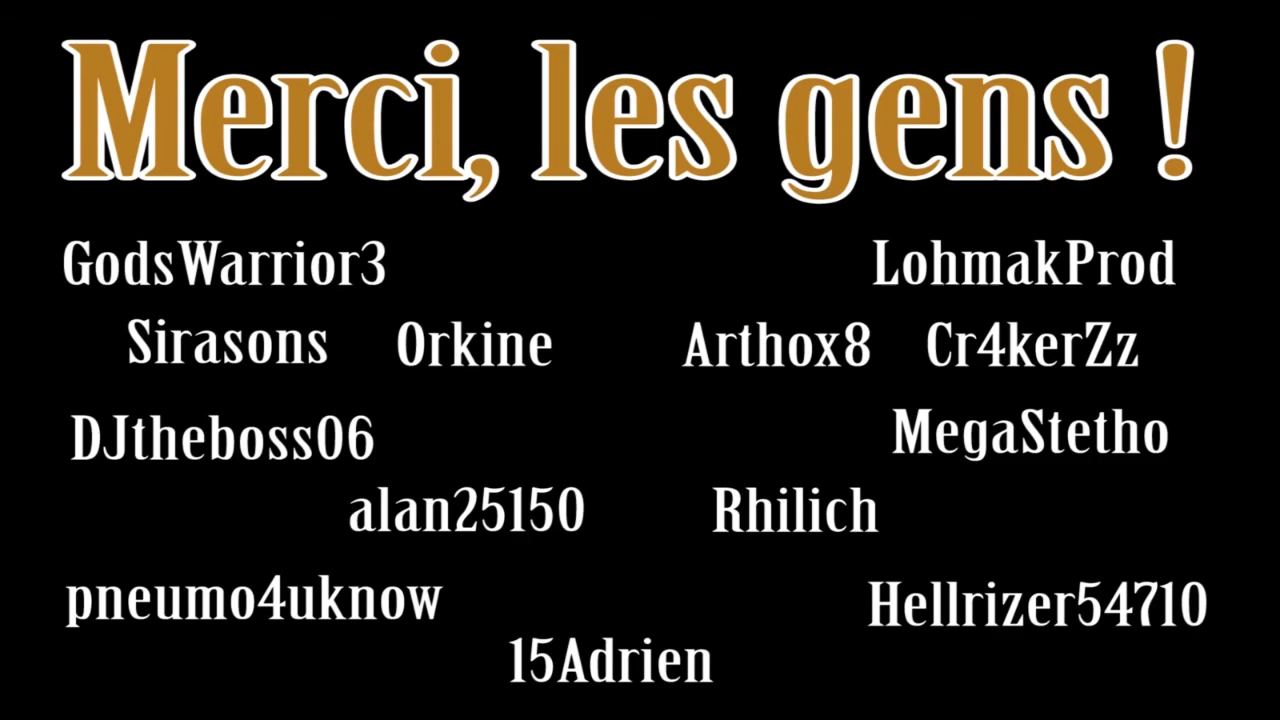 Merci, les gens !
GodsWarrior3 LohmakProd
Sirasons Orkine Arthox8 Cr4kerZz
DJtheboss06 MegaStetho
alan25150 Rhilich
pneumo4uknow Hellrizer54710
15Adrien